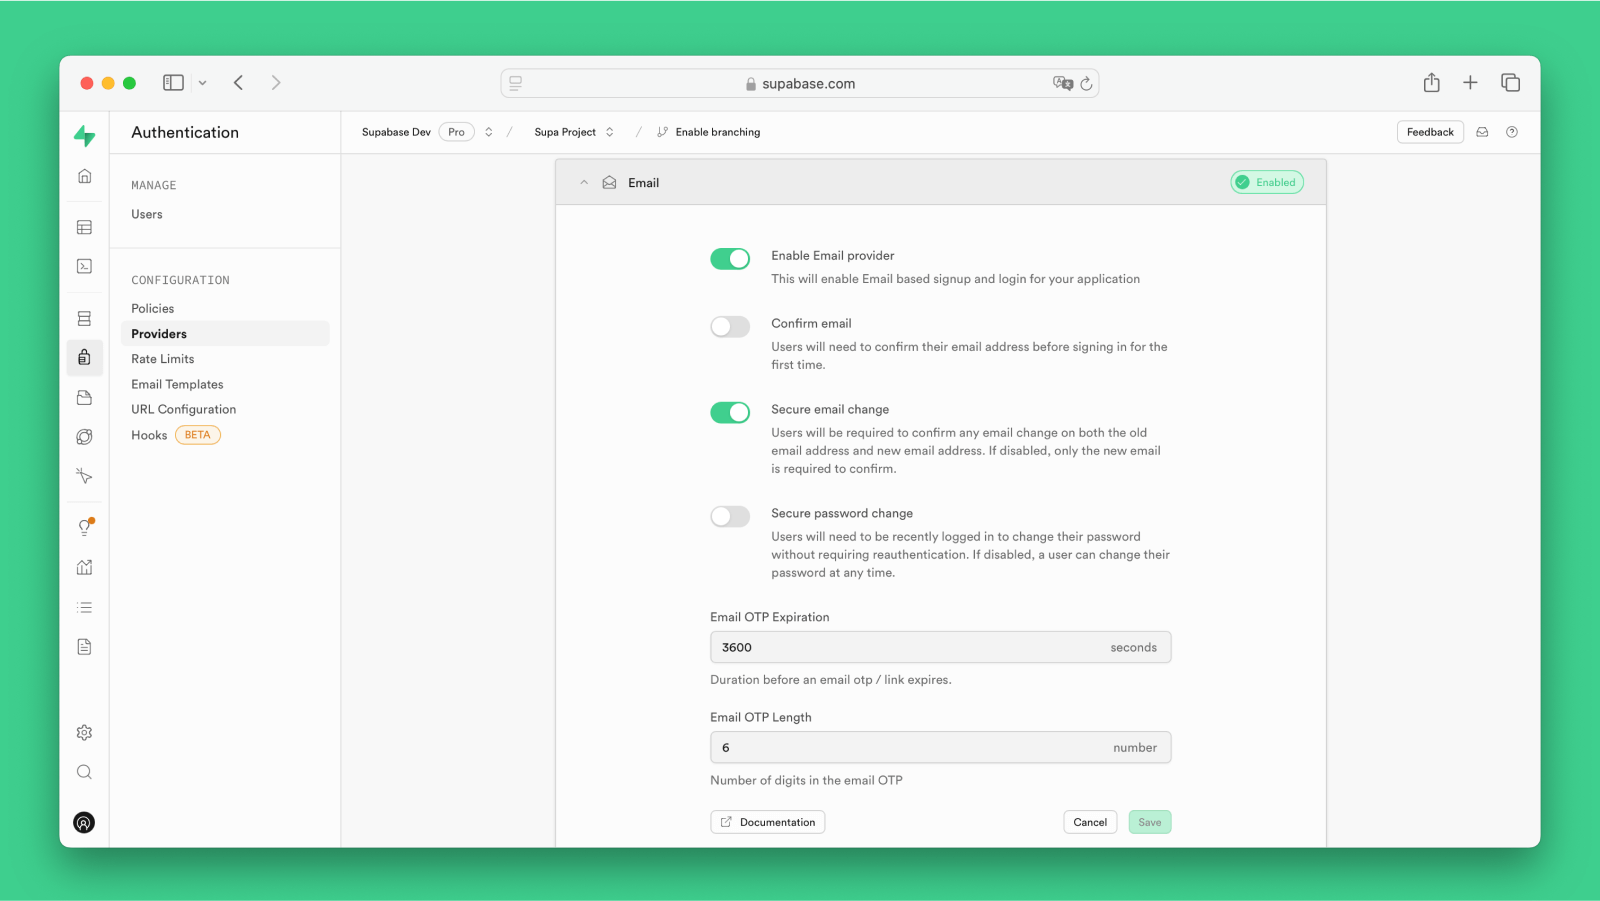 supabase.com
Authentication
Supabase Dev Pro / Supa Project / Enable branching
Feedback
MANAGE
Users
CONFIGURATION
Policies
Providers
Rate Limits
Email Templates
URL Configuration
Hooks BETA
Email
Enabled
Enable Email provider
This will enable Email based signup and login for your application
Confirm email
Users will need to confirm their email address before signing in for the
first time.
Secure email change
Users will be required to confirm any email change on both the old
email address and new email address. If disabled, only the new email
is required to confirm.
Secure password change
Users will need to be recently logged in to change their password
without requiring reauthentication. If disabled, a user can change their
password at any time.
Email OTP Expiration
3600 seconds
Duration before an email otp / link expires.
Email OTP Length
6 number
Number of digits in the email OTP
Documentation
Cancel
Save